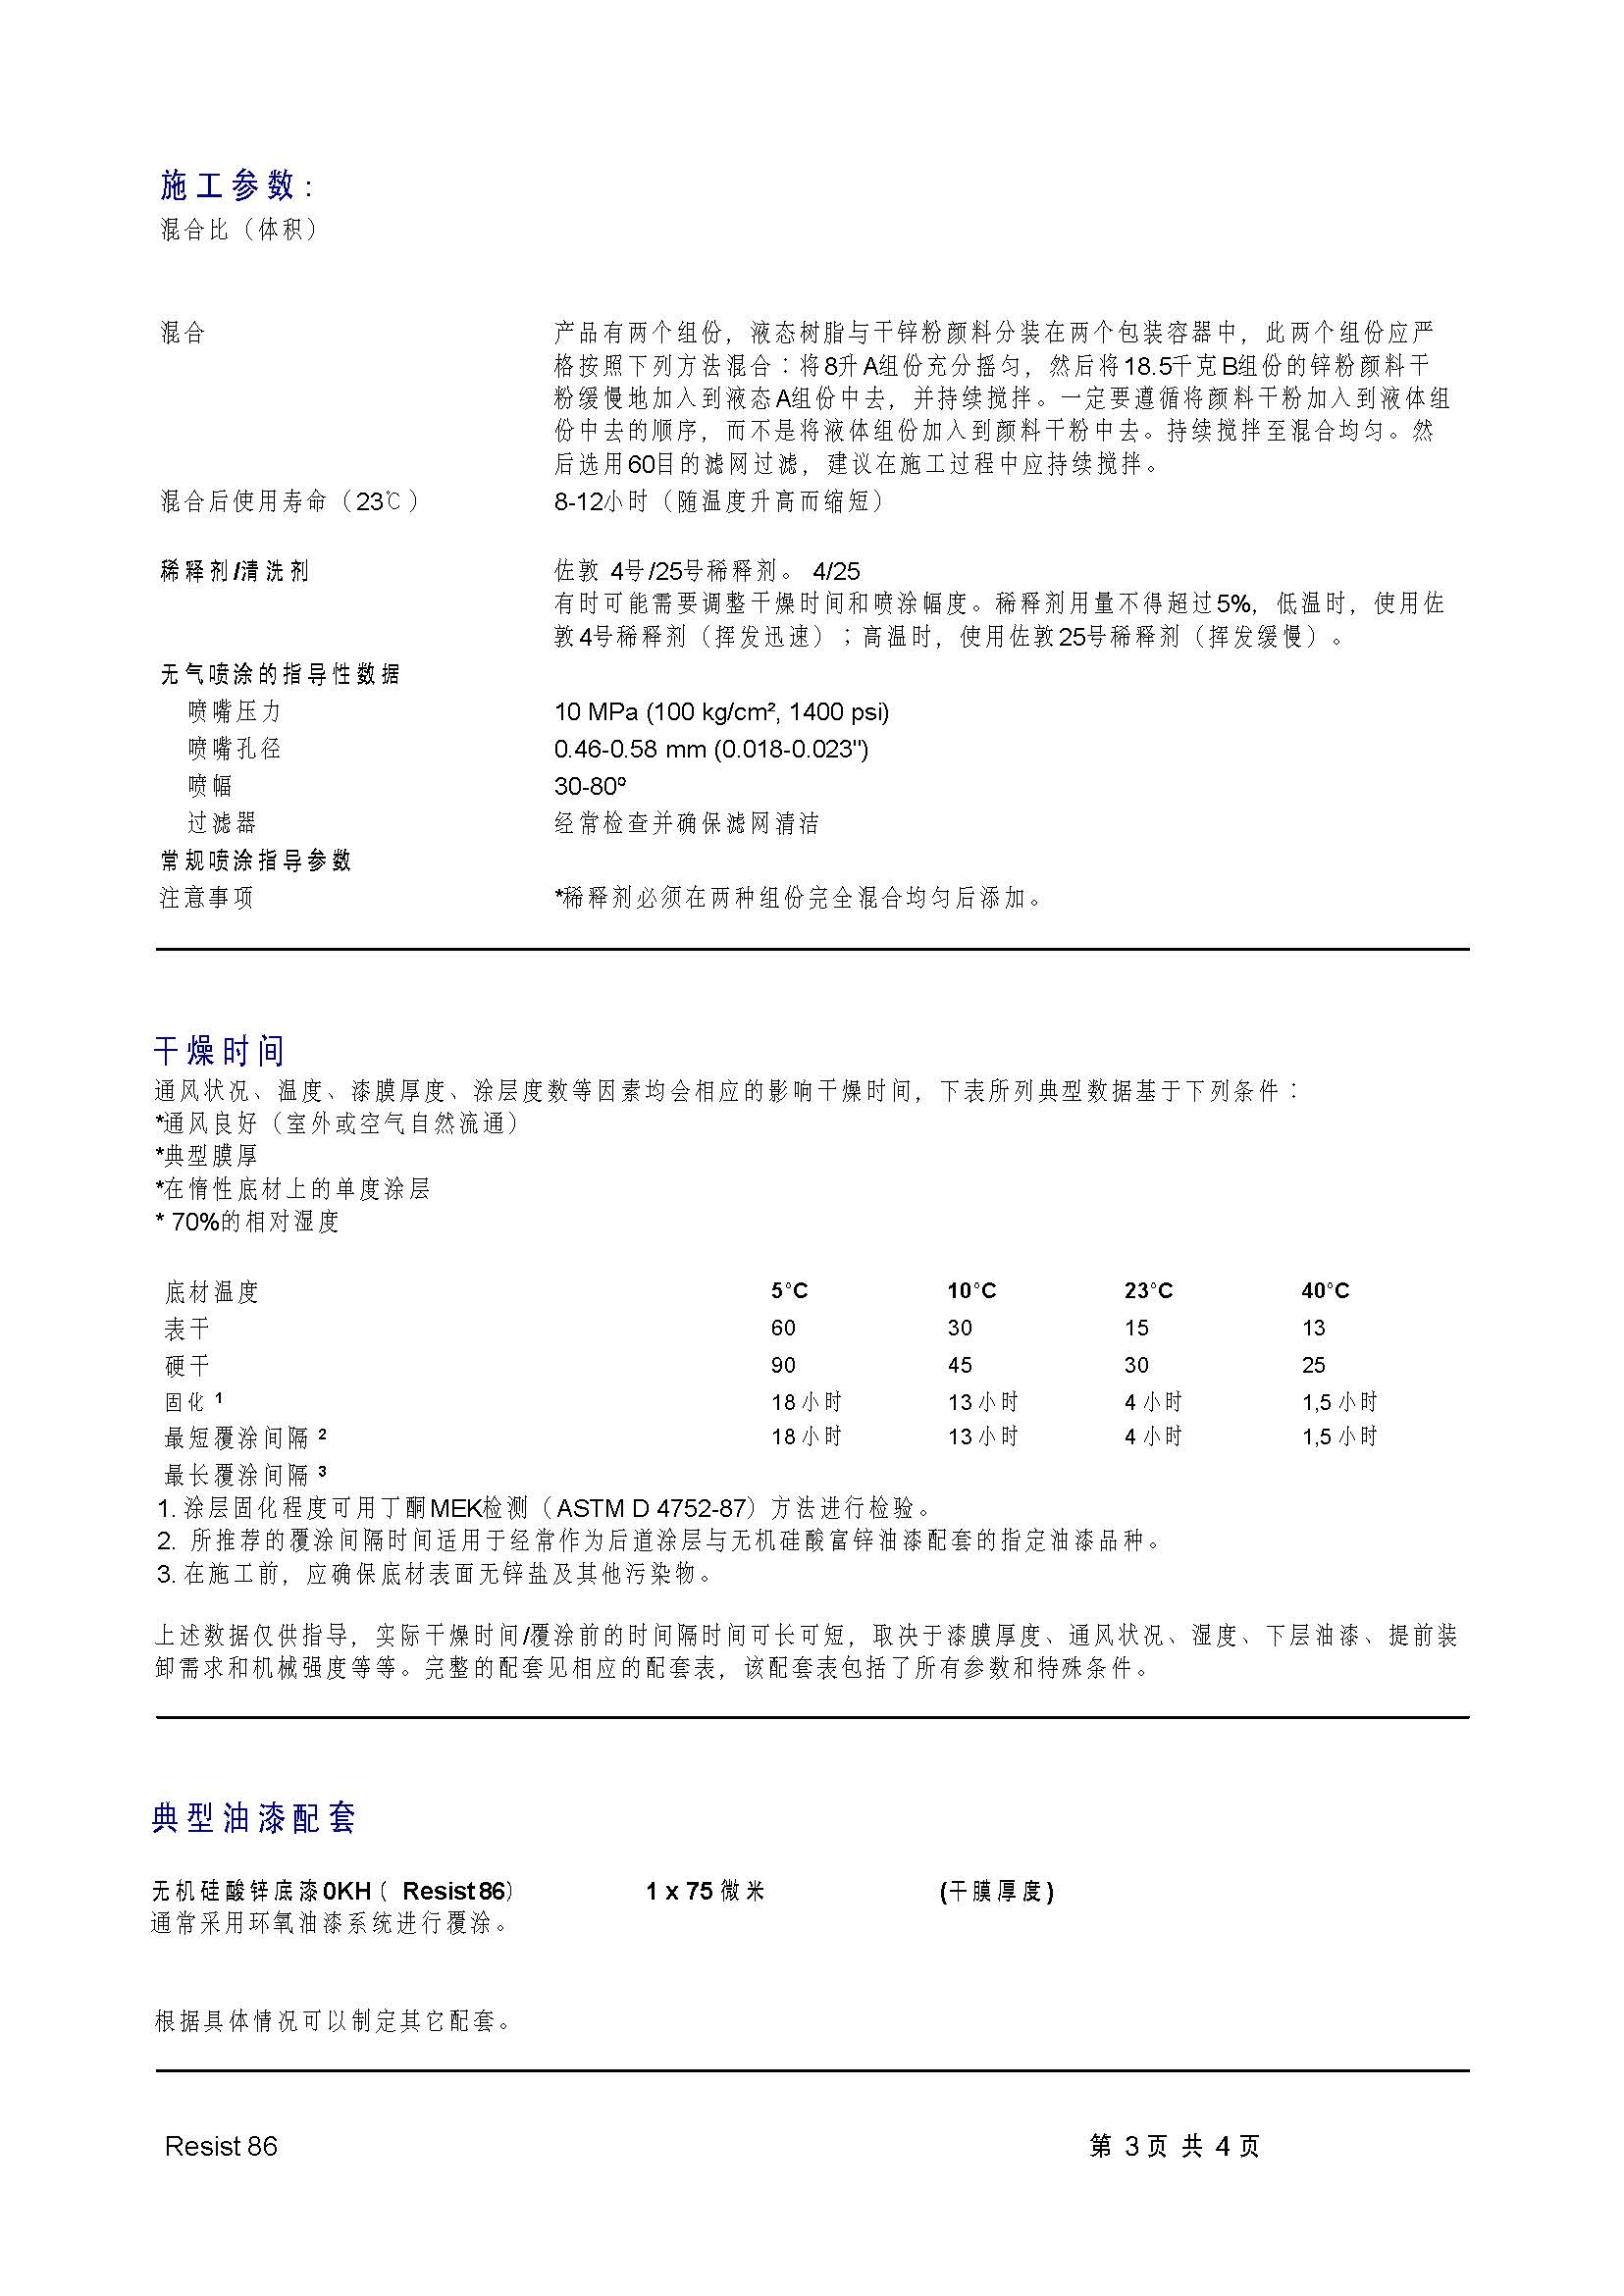 施工参数:
混合比（体积）
混合 产品有两个组份，液态树脂与干锌粉颜料分装在两个包装容器中，此两个组份应严
格按照下列方法混合：将8升A组份充分摇匀，然后将18.5千克B组份的锌粉颜料干
粉缓慢地加入到液态A组份中去，并持续搅拌。一定要遵循将颜料干粉加入到液体组
份中去的顺序，而不是将液体组份加入到颜料干粉中去。持续搅拌至混合均匀。然
后选用60目的滤网过滤，建议在施工过程中应持续搅拌。
混合后使用寿命（23℃） 8-12小时（随温度升高而缩短）
稀释剂/清洗剂 佐敦 4号/25号稀释剂。 4/25
有时可能需要调整干燥时间和喷涂幅度。稀释剂用量不得超过5%，低温时，使用佐
敦4号稀释剂（挥发迅速）；高温时，使用佐敦25号稀释剂（挥发缓慢）。
无气喷涂的指导性数据
喷嘴压力 10 MPa (100 kg/cm², 1400 psi)
喷嘴孔径 0.46-0.58 mm (0.018-0.023")
喷幅 30-80º
过滤器 经常检查并确保滤网清洁
常规喷涂指导参数
注意事项 *稀释剂必须在两种组份完全混合均匀后添加。
干燥时间
通风状况、温度、漆膜厚度、涂层度数等因素均会相应的影响干燥时间，下表所列典型数据基于下列条件：
*通风良好（室外或空气自然流通）
*典型膜厚
*在惰性底材上的单度涂层
* 70%的相对湿度
底材温度 5°C 10°C 23°C 40°C
表干 60 30 15 13
硬干 90 45 30 25
固化 ¹ 18 小时 13 小时 4 小时 1,5 小时
最短覆涂间隔 ² 18 小时 13 小时 4 小时 1,5 小时
最长覆涂间隔 ³
1. 涂层固化程度可用丁酮MEK检测（ASTM D 4752-87）方法进行检验。
2. 所推荐的覆涂间隔时间适用于经常作为后道涂层与无机硅酸富锌油漆配套的指定油漆品种。
3. 在施工前，应确保底材表面无锌盐及其他污染物。
上述数据仅供指导，实际干燥时间/覆涂前的时间隔时间可长可短，取决于漆膜厚度、通风状况、湿度、下层油漆、提前装
卸需求和机械强度等等。完整的配套见相应的配套表，该配套表包括了所有参数和特殊条件。
典型油漆配套
无机硅酸锌底漆0KH（ Resist 86） 1 x 75 微米 (干膜厚度)
通常采用环氧油漆系统进行覆涂。
根据具体情况可以制定其它配套。
Resist 86 第 3 页 共 4 页